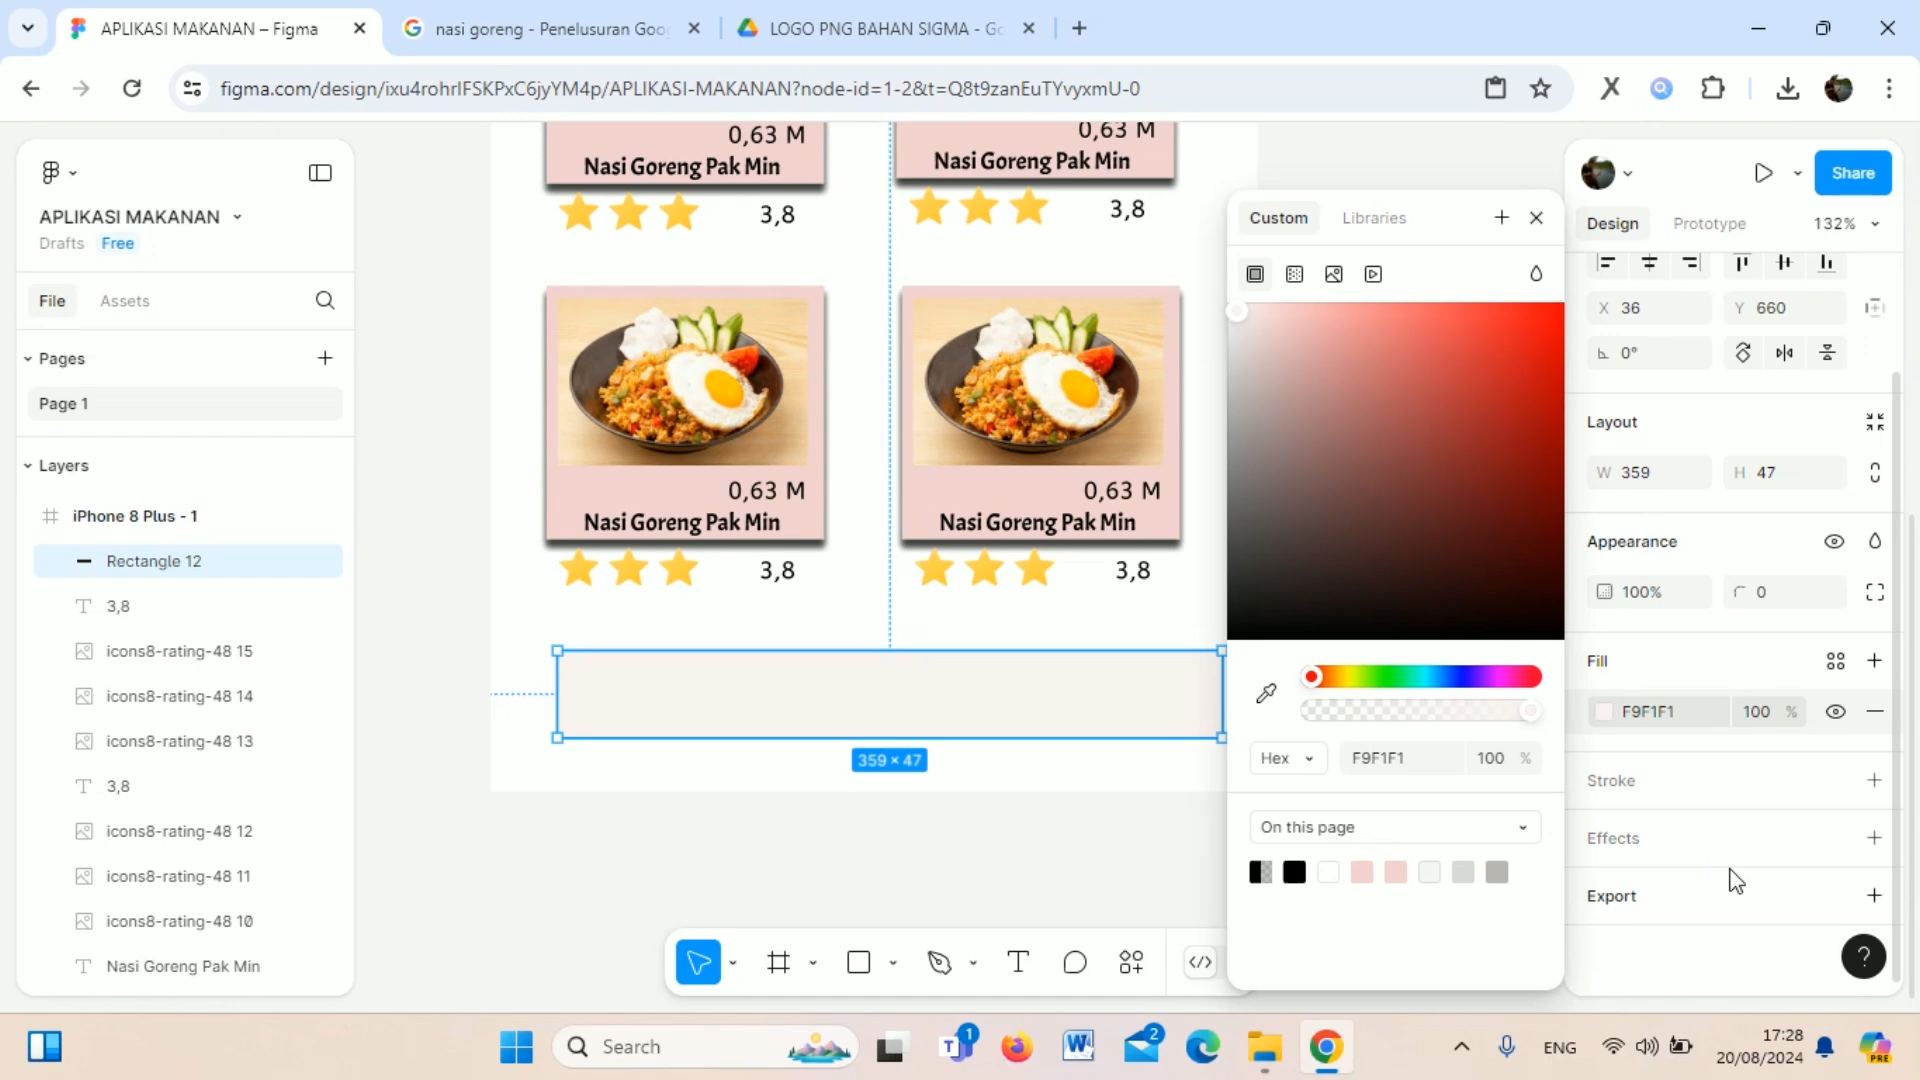 APLIKASI MAKANAN – Figma
nasi goreng - Penelusuran Goo
LOGO PNG BAHAN SIGMA - Go
figma.com/design/ixu4rohrlFSKPxC6jyYM4p/APLIKASI-MAKANAN?node-id=1-2&t=Q8t9zanEuTYvyxmU-0
APLIKASI MAKANAN
Drafts
Free
File
Assets
Pages
Page 1
Layers
iPhone 8 Plus - 1
Rectangle 12
3,8
icons8-rating-48 15
icons8-rating-48 14
icons8-rating-48 13
3,8
icons8-rating-48 12
icons8-rating-48 11
icons8-rating-48 10
Nasi Goreng Pak Min
0,63 M
Nasi Goreng Pak Min
3,8
0,63 M
Nasi Goreng Pak Min
3,8
0,63 M
Nasi Goreng Pak Min
3,8
0,63 M
Nasi Goreng Pak Min
3,8
359 × 47
Custom
Libraries
Hex
F9F1F1
100 %
On this page
Share
Design
Prototype
132%
X 36
Y 660
0°
Layout
W 359
H 47
Appearance
100%
0
Fill
F9F1F1
100 %
Stroke
Effects
Export
?
Search
1
2
ENG
17:28
20/08/2024
PRE